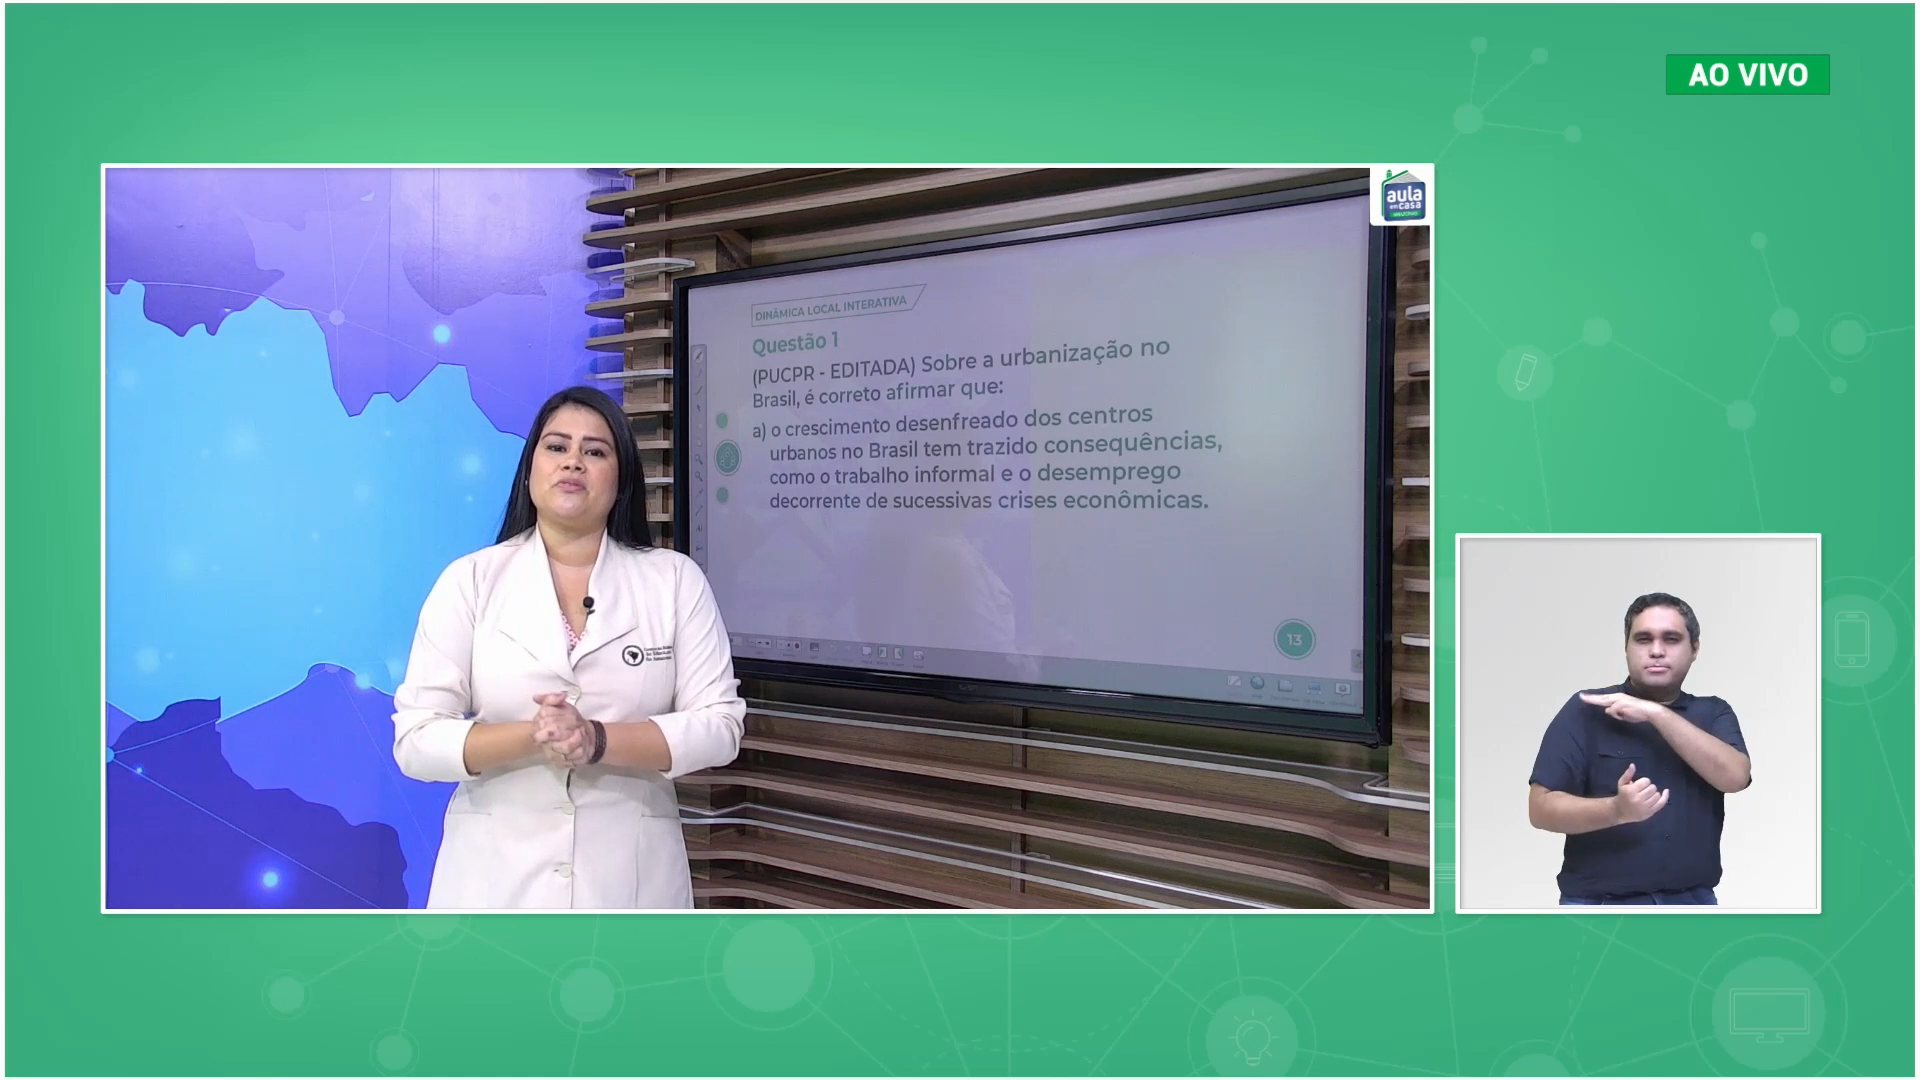 AO VIVO
aula
em casa
DINÂMICA LOCAL INTERATIVA
Questão 1
(PUCPR - EDITADA) Sobre a urbanização no
Brasil, é correto afirmar que:
a) o crescimento desenfreado dos centros
urbanos no Brasil tem trazido consequências,
como o trabalho informal e o desemprego
decorrente de sucessivas crises econômicas.
13